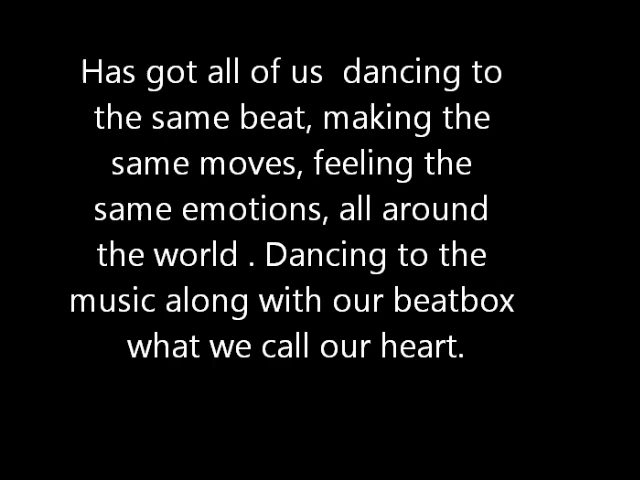 Has got all of us  dancing to
the same beat, making the
same moves, feeling the
same emotions, all around
the world . Dancing to the
music along with our beatbox
what we call our heart.